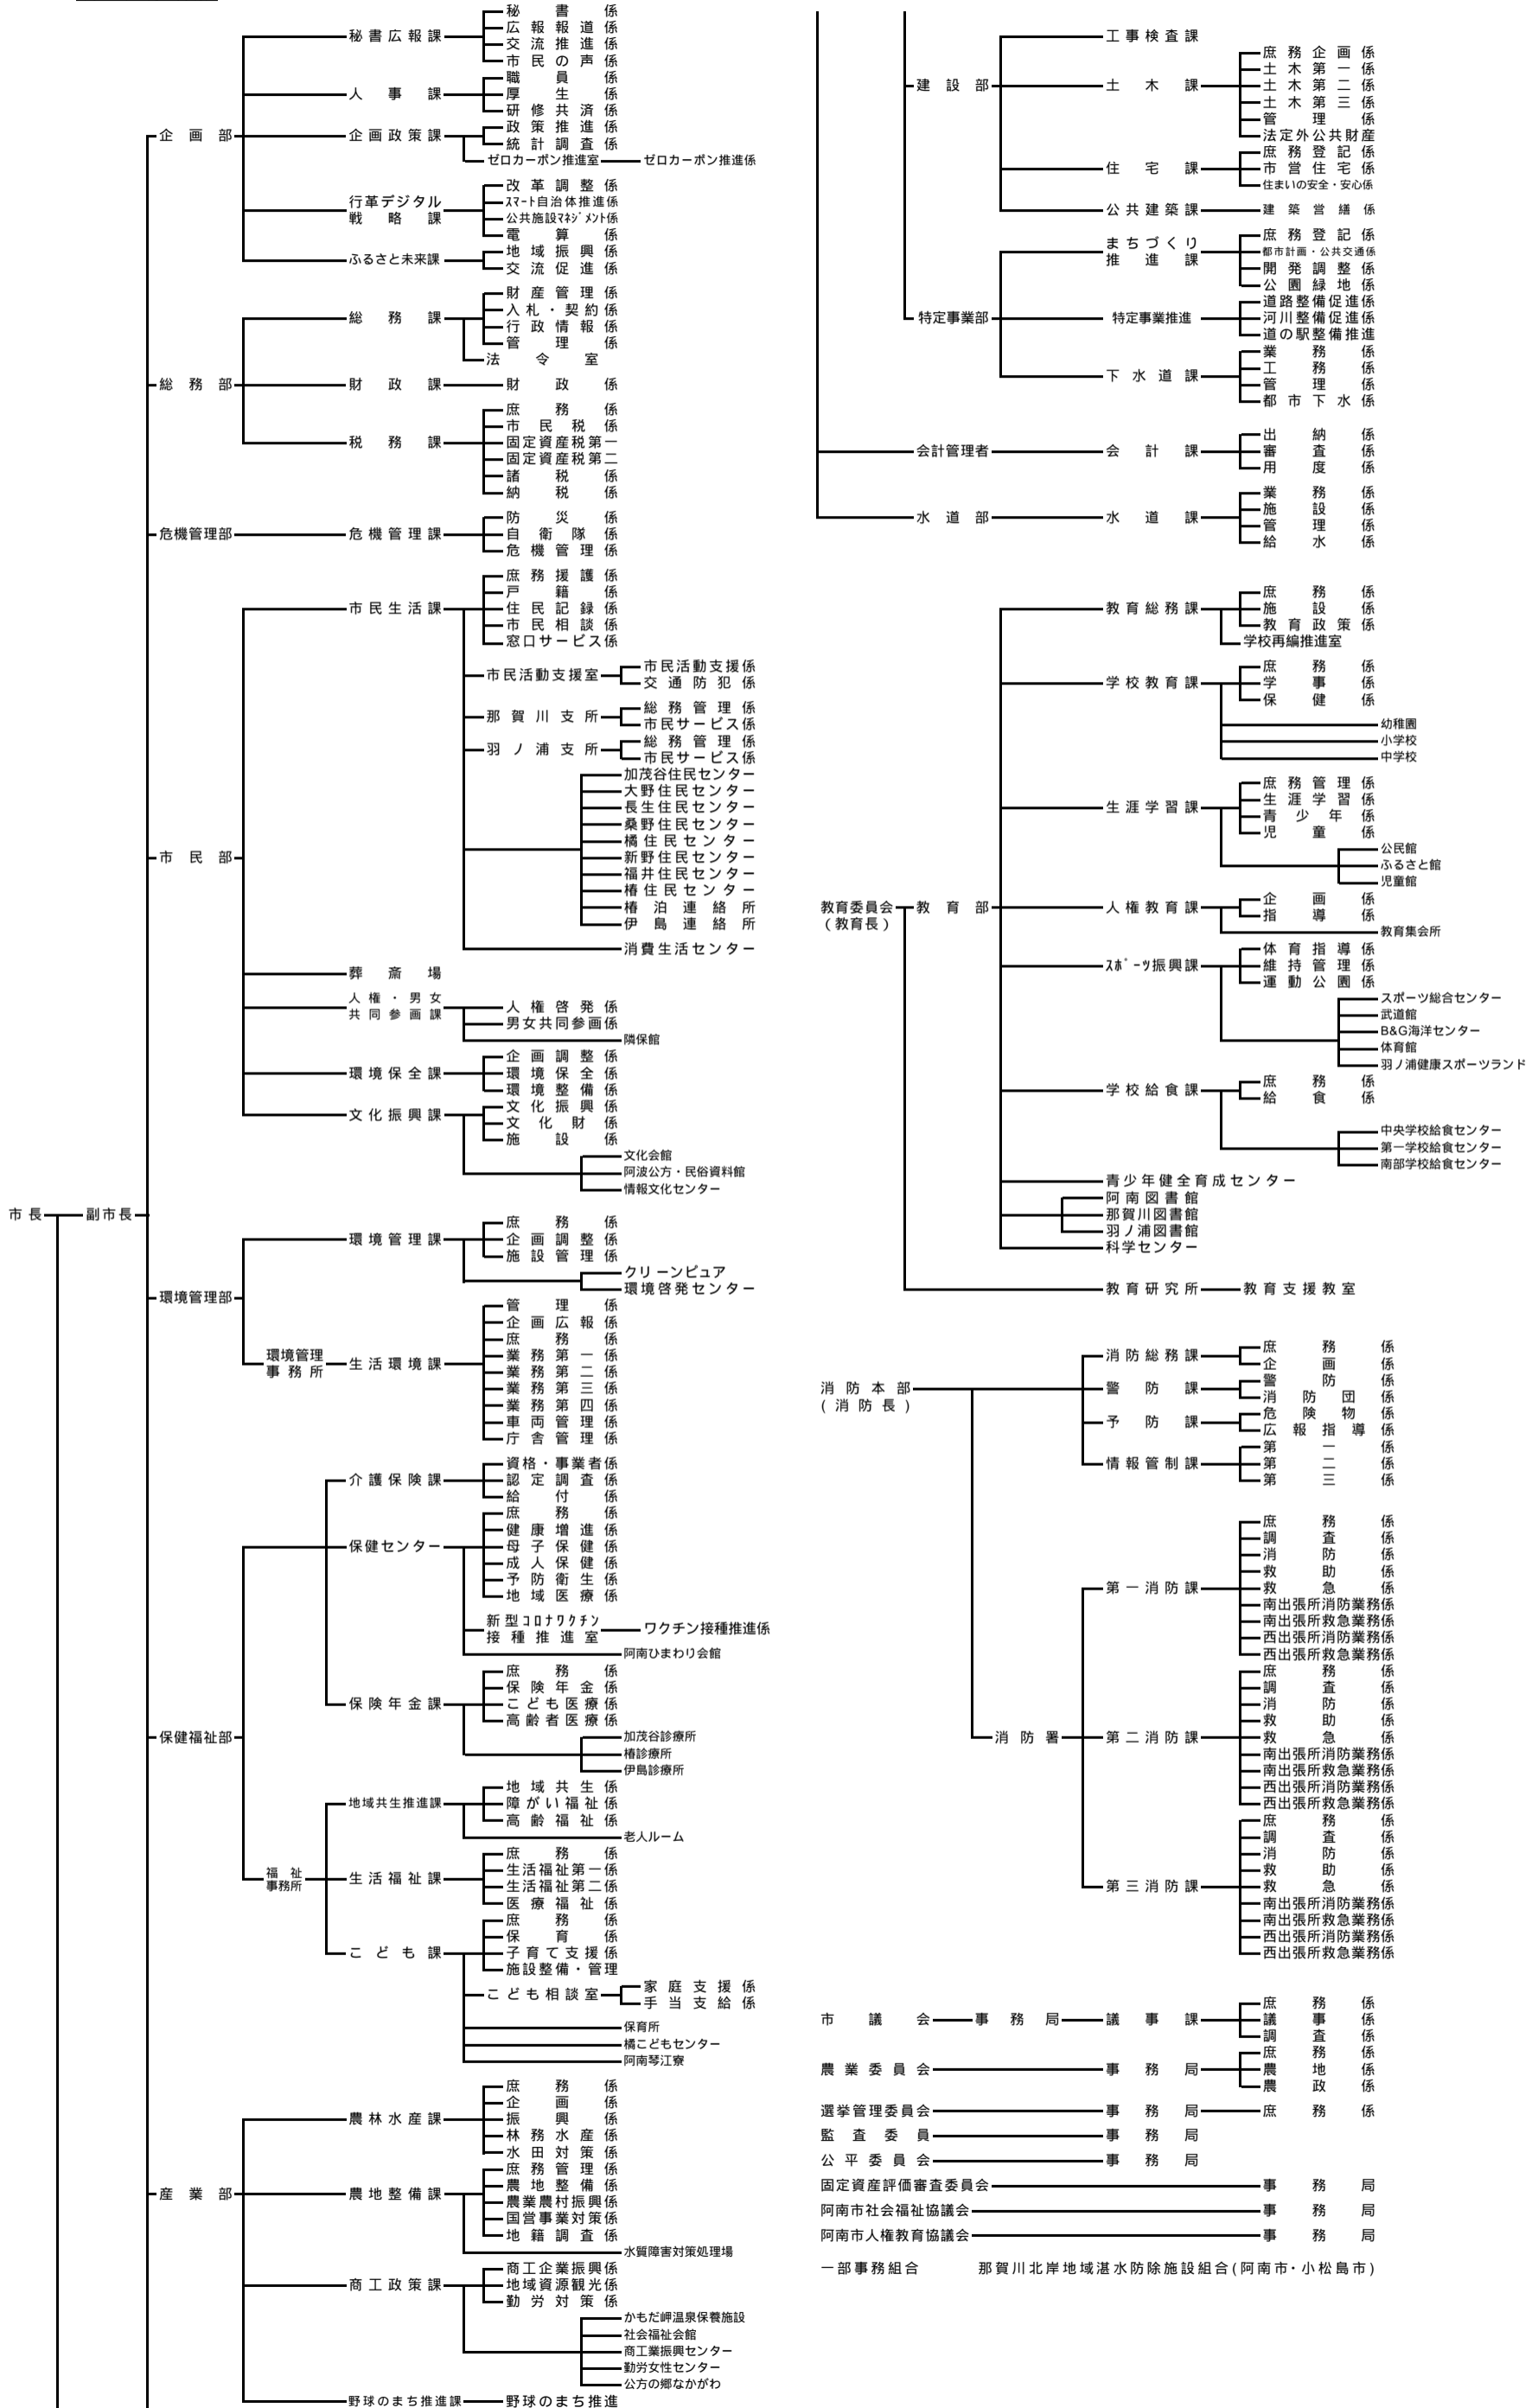 市長
副市長
企画部
秘書広報課
秘書係
広報報道係
交流推進係
市民の声係
人事課
職員係
厚生係
研修共済係
企画政策課
政策推進係
統計調査係
ゼロカーボン推進室
ゼロカーボン推進係
行革デジタル
戦略課
改革調整係
スマート自治体推進係
公共施設マネジメント係
電算係
ふるさと未来課
地域振興係
交流促進係
総務部
総務課
財産管理係
入札・契約係
行政情報係
管理係
法令室
財政課
財政係
税務課
庶務係
市民税係
固定資産税第一
固定資産税第二
諸税係
納税係
危機管理部
危機管理課
防災係
自衛隊係
危機管理係
市民部
市民生活課
庶務援護係
戸籍係
住民記録係
市民相談係
窓口サービス係
市民活動支援室
市民活動支援係
交通防犯係
那賀川支所
総務管理係
市民サービス係
羽ノ浦支所
総務管理係
市民サービス係
加茂谷住民センター
大野住民センター
長生住民センター
桑野住民センター
橘住民センター
新野住民センター
福井住民センター
椿住民センター
椿泊連絡所
伊島連絡所
消費生活センター
葬斎場
人権・男女
共同参画課
人権啓発係
男女共同参画係
隣保館
環境保全課
企画調整係
環境保全係
環境整備係
文化振興課
文化振興係
文化財係
施設係
文化会館
阿波公方・民俗資料館
情報文化センター
環境管理部
環境管理課
庶務係
企画調整係
施設管理係
クリーンピュア
環境啓発センター
環境管理
事務所
生活環境課
管理係
企画広報係
庶務係
業務第一係
業務第二係
業務第三係
業務第四係
車両管理係
庁舎管理係
保健福祉部
介護保険課
資格・事業者係
認定調査係
給付係
保健センター
庶務係
健康増進係
母子保健係
成人保健係
予防衛生係
地域医療係
新型コロナワクチン
接種推進室
ワクチン接種推進係
阿南ひまわり会館
保険年金課
庶務係
保険年金係
こども医療係
高齢者医療係
加茂谷診療所
椿診療所
伊島診療所
福祉
事務所
地域共生推進課
地域共生係
障がい福祉係
高齢福祉係
老人ルーム
生活福祉課
庶務係
生活福祉第一係
生活福祉第二係
医療福祉係
こども課
庶務係
保育係
子育て支援係
施設整備・管理
こども相談室
家庭支援係
手当支給係
保育所
橘こどもセンター
阿南琴江寮
産業部
農林水産課
庶務係
企画係
振興係
林務水産係
水田対策係
農地整備課
庶務管理係
農地整備係
農業農村振興係
国営事業対策係
地籍調査係
水質障害対策処理場
商工政策課
商工企業振興係
地域資源観光係
勤労対策係
かもだ岬温泉保養施設
社会福祉会館
商工業振興センター
勤労女性センター
公方の郷なかがわ
野球のまち推進課
野球のまち推進
建設部
工事検査課
土木課
庶務企画係
土木第一係
土木第二係
土木第三係
管理係
法定外公共財産
住宅課
庶務登記係
市営住宅係
住まいの安全・安心係
公共建築課
建築営繕係
特定事業部
まちづくり
推進課
庶務登記係
都市計画・公共交通係
開発調整係
公園緑地係
特定事業推進
道路整備促進係
河川整備促進係
道の駅整備推進
下水道課
業務係
工務係
管理係
都市下水係
会計管理者
会計課
出納係
審査係
用度係
水道部
水道課
業務係
施設係
管理係
給水係
教育委員会
(教育長)
教育部
教育総務課
庶務係
施設係
教育政策係
学校再編推進室
学校教育課
庶務係
学事係
保健係
幼稚園
小学校
中学校
生涯学習課
庶務管理係
生涯学習係
青少年係
児童係
公民館
ふるさと館
児童館
人権教育課
企画係
指導係
教育集会所
スポーツ振興課
体育指導係
維持管理係
運動公園係
スポーツ総合センター
武道館
B&G海洋センター
体育館
羽ノ浦健康スポーツランド
学校給食課
庶務係
給食係
中央学校給食センター
第一学校給食センター
南部学校給食センター
青少年健全育成センター
阿南図書館
那賀川図書館
羽ノ浦図書館
科学センター
教育研究所
教育支援教室
消防本部
(消防長)
消防総務課
庶務係
企画係
警防課
警防係
消防団係
予防課
危険物係
広報指導係
情報管制課
第一係
第二係
第三係
消防署
第一消防課
庶務係
調査係
消防係
救助係
救急係
南出張所消防業務係
南出張所救急業務係
西出張所消防業務係
西出張所救急業務係
第二消防課
庶務係
調査係
消防係
救助係
救急係
南出張所消防業務係
南出張所救急業務係
西出張所消防業務係
西出張所救急業務係
第三消防課
庶務係
調査係
消防係
救助係
救急係
南出張所消防業務係
南出張所救急業務係
西出張所消防業務係
西出張所救急業務係
市議会
事務局
議事課
庶務係
議事係
調査係
農業委員会
事務局
庶務係
農地係
農政係
選挙管理委員会
事務局
庶務係
監査委員
事務局
公平委員会
事務局
固定資産評価審査委員会
事務局
阿南市社会福祉協議会
事務局
阿南市人権教育協議会
事務局
一部事務組合
那賀川北岸地域湛水防除施設組合(阿南市・小松島市)